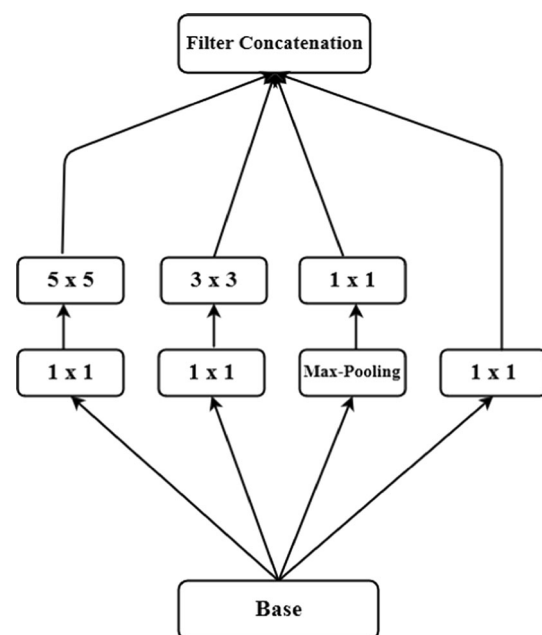 Filter Concatenation
5 x 5
3 x 3
1 x 1
1 x 1
1 x 1
Max-Pooling
1 x 1
Base